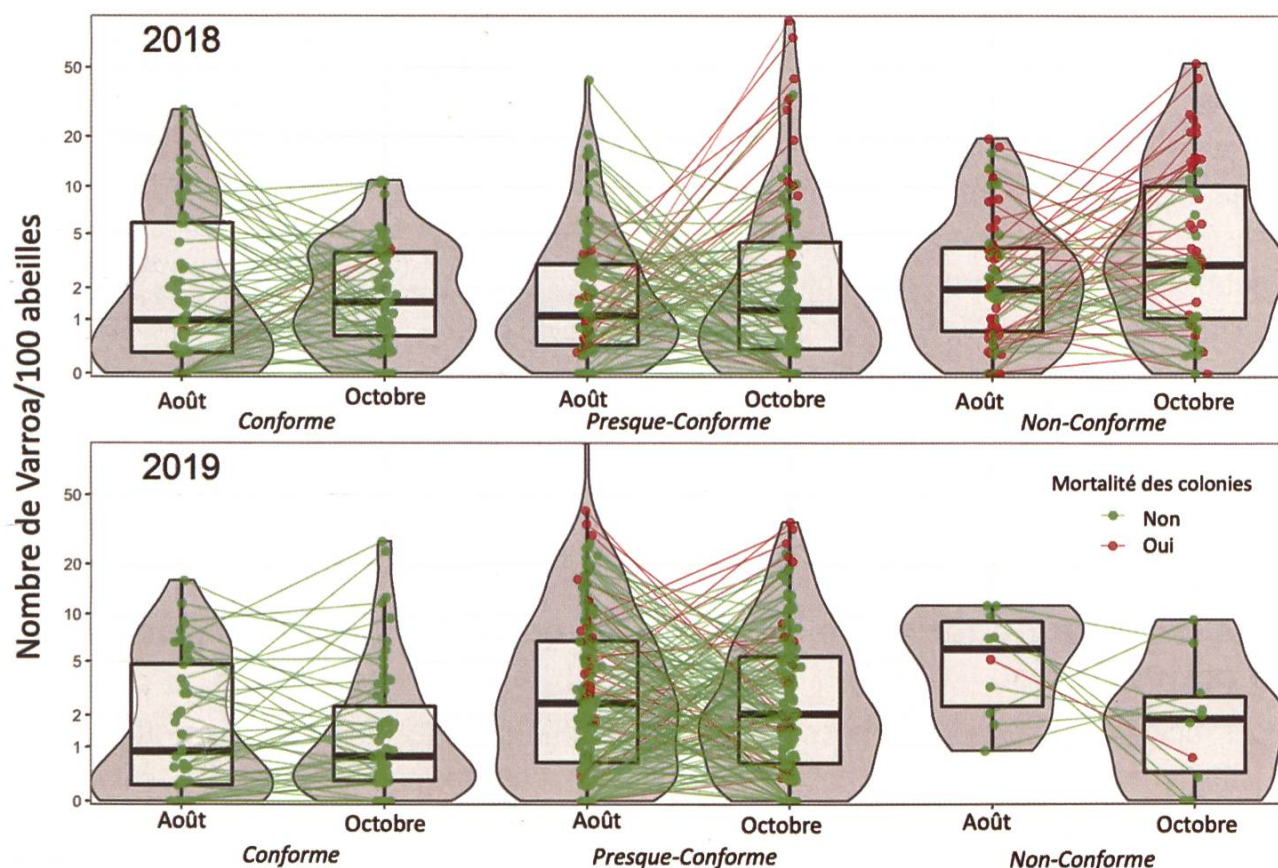 Nombre de Varroa/100 abeilles
2018
50
20
10
5
2
1
0
Août Octobre Août Octobre Août Octobre
Conforme Presque-Conforme Non-Conforme
2019
50
20
10
5
2
1
0
Mortalité des colonies
Non
Oui
Août Octobre Août Octobre Août Octobre
Conforme Presque-Conforme Non-Conforme